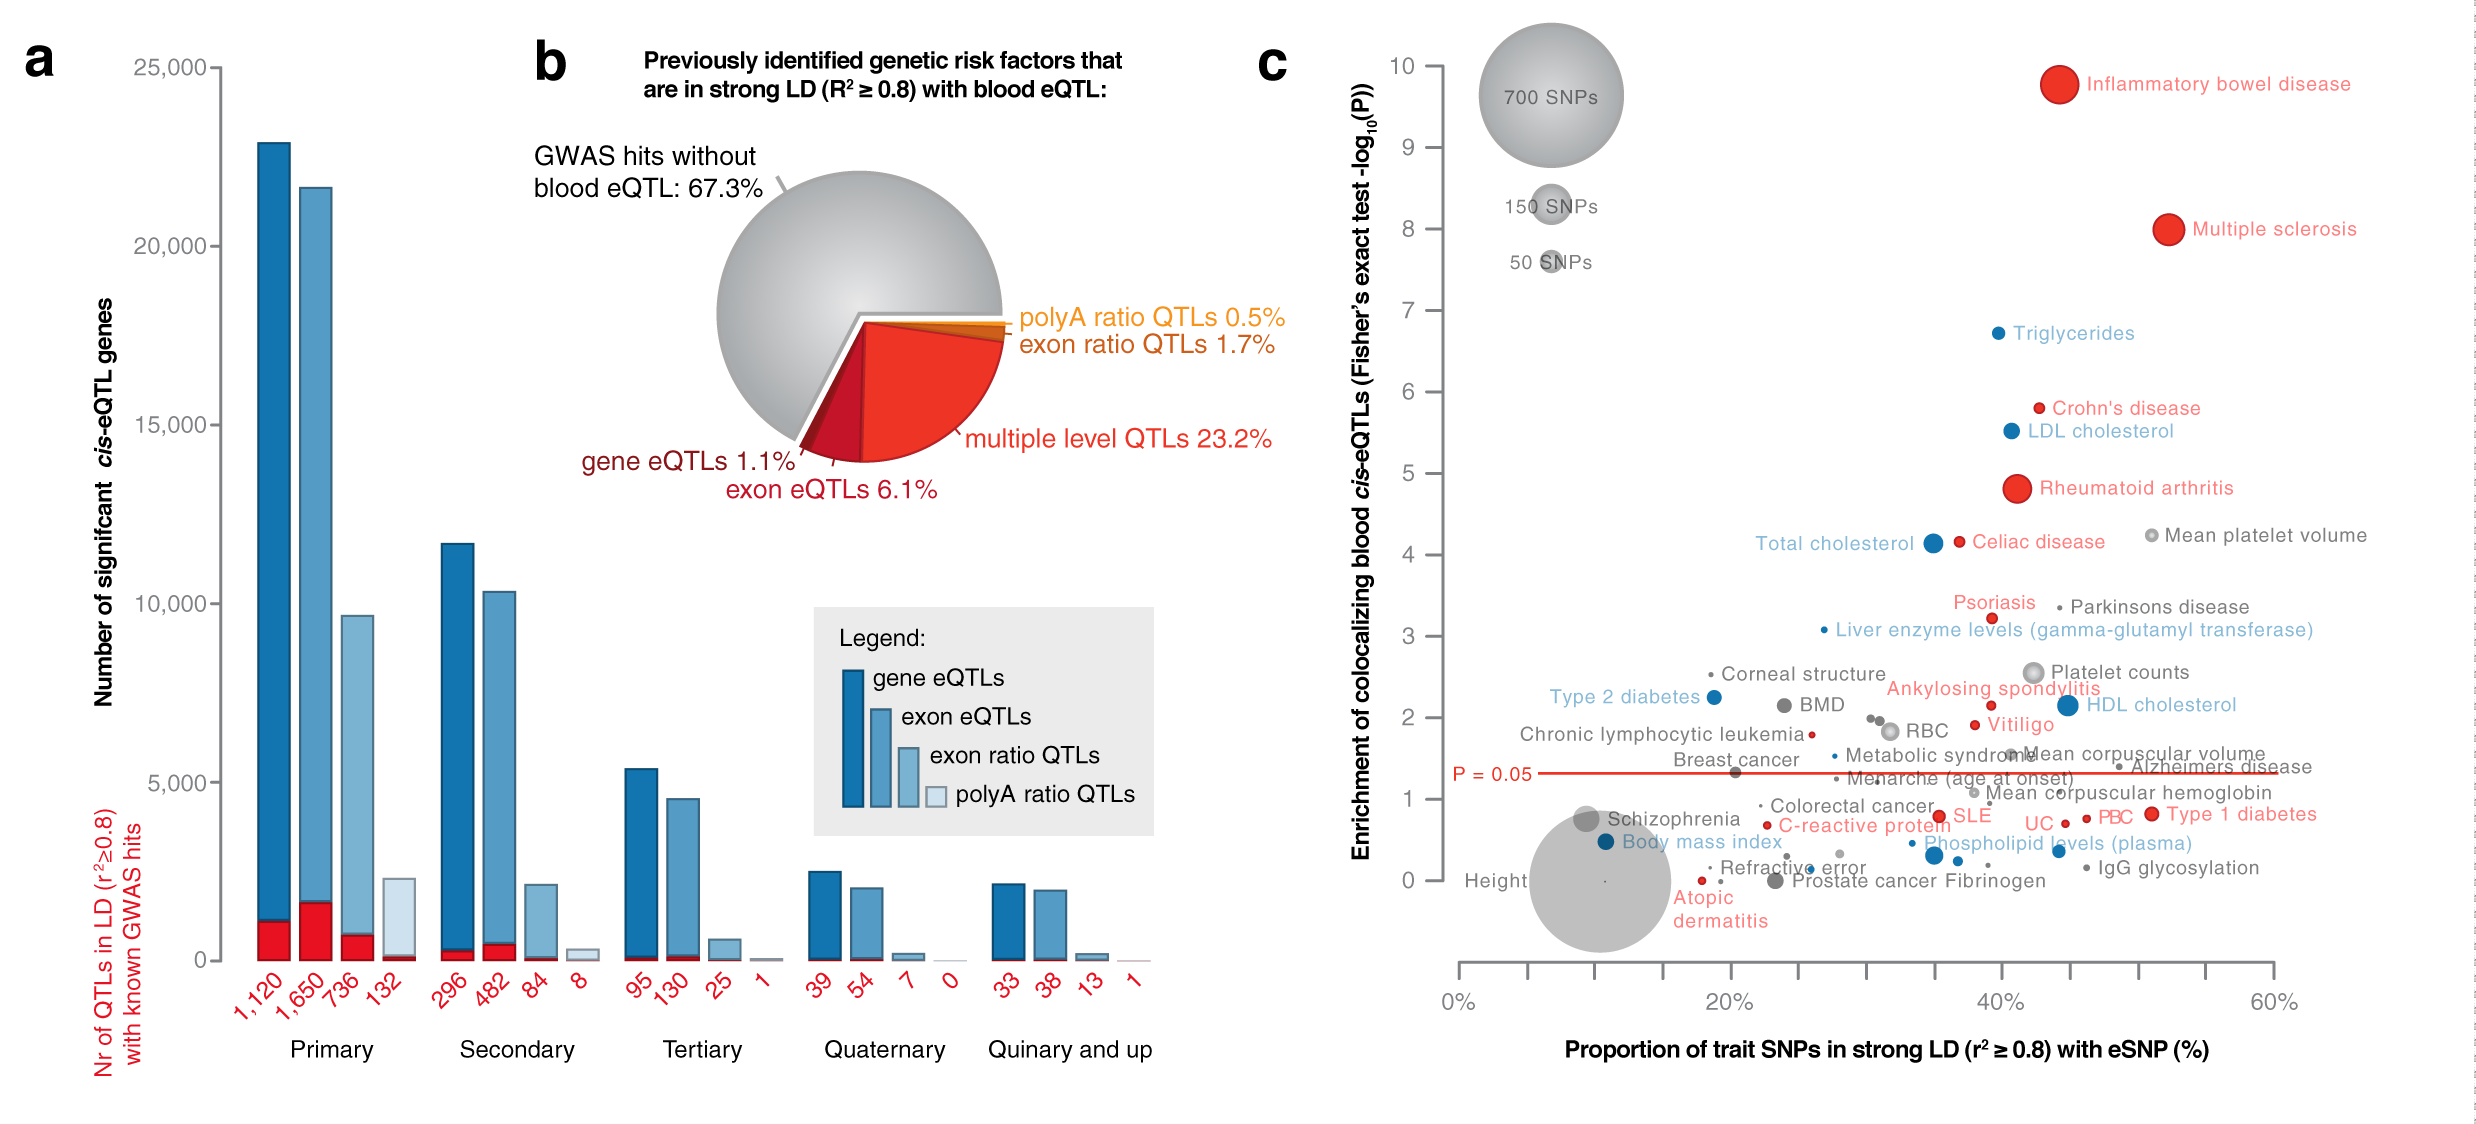 a
25,000
20,000
15,000
10,000
5,000
0
Number of signifcant cis-eQTL genes
Nr of QTLs in LD (r²≥0.8)
with known GWAS hits
1,120
1,650
736
132
296
482
84
8
95
130
25
1
39
54
7
0
33
38
13
1
Primary
Secondary
Tertiary
Quaternary
Quinary and up
b
Previously identified genetic risk factors that
are in strong LD (R² ≥ 0.8) with blood eQTL:
GWAS hits without
blood eQTL: 67.3%
polyA ratio QTLs 0.5%
exon ratio QTLs 1.7%
multiple level QTLs 23.2%
gene eQTLs 1.1%
exon eQTLs 6.1%
Legend:
gene eQTLs
exon eQTLs
exon ratio QTLs
polyA ratio QTLs
c
Enrichment of colocalizing blood cis-eQTLs (Fisher's exact test -log₁₀(P))
10
9
8
7
6
5
4
3
2
1
0
700 SNPs
150 SNPs
50 SNPs
Inflammatory bowel disease
Multiple sclerosis
Triglycerides
Crohn's disease
LDL cholesterol
Rheumatoid arthritis
Mean platelet volume
Total cholesterol
Celiac disease
Psoriasis
Parkinsons disease
Liver enzyme levels (gamma-glutamyl transferase)
Corneal structure
Platelet counts
Ankylosing spondylitis
Type 2 diabetes
BMD
HDL cholesterol
Vitiligo
RBC
Chronic lymphocytic leukemia
Metabolic syndrome
Mean corpuscular volume
Breast cancer
Alzheimers disease
P = 0.05
Menarche (age at onset)
Mean corpuscular hemoglobin
Colorectal cancer
Schizophrenia
C-reactive protein
SLE
UC
PBC
Type 1 diabetes
Body mass index
Phospholipid levels (plasma)
Refractive error
IgG glycosylation
Height
Prostate cancer
Fibrinogen
Atopic
dermatitis
0%
20%
40%
60%
Proportion of trait SNPs in strong LD (r² ≥ 0.8) with eSNP (%)